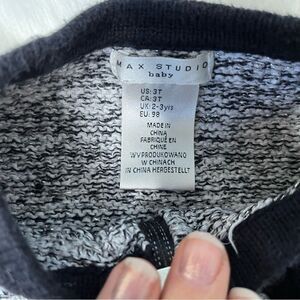 MAX STUDIO
baby
US: 3T
CA: 3T
UK: 2-3yrs
EU: 98
MADE IN
CHINA
FABRIQUÉ EN
CHINE
WYPRODUKOWANO
W CHINACH
IN CHINA HERGESTELLT